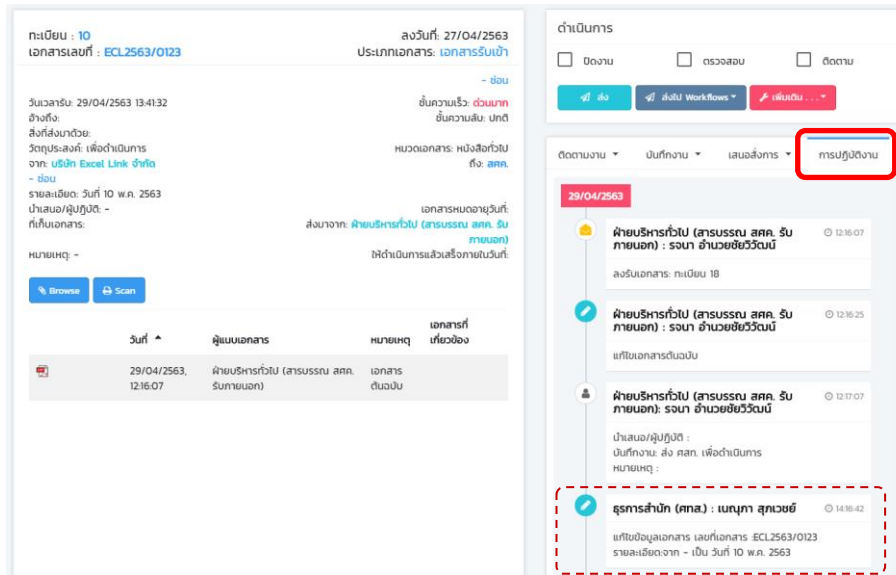 ทะเบียน : 10
ลงวันที่: 27/04/2563
เอกสารเลขที่ : ECL2563/0123
ประเภทเอกสาร: เอกสารรับเข้า
- ซ่อน
วันเวลารับ: 29/04/2563 13:41:32
ชั้นความเร็ว: ด่วนมาก
อ้างถึง:
ชั้นความลับ: ปกติ
สิ่งที่ส่งมาด้วย:
วัตถุประสงค์: เพื่อดำเนินการ
หมวดเอกสาร: หนังสือทั่วไป
จาก: บริษัท Excel Link จำกัด
ถึง: สศค.
- ซ่อน
รายละเอียด: วันที่ 10 พ.ค. 2563
นำเสนอ/ผู้ปฏิบัติ: -
เอกสารหมดอายุวันที่:
ที่เก็บเอกสาร:
ส่งมาจาก: ฝ่ายบริหารทั่วไป (สารบรรณ สศค. รับภายนอก)
หมายเหตุ: -
ให้ดำเนินการแล้วเสร็จภายในวันที่:
Browse
Scan
วันที่
ผู้แนบเอกสาร
หมายเหตุ
เอกสารที่
เกี่ยวข้อง
29/04/2563,
12:16:07
ฝ่ายบริหารทั่วไป (สารบรรณ สศค.
รับภายนอก)
เอกสาร
ต้นฉบับ
ดำเนินการ
ปิดงาน
ตรวจสอบ
ติดตาม
ส่ง
ส่งไป Workflows
เพิ่มเติม . . .
ติดตามงาน
บันทึกงาน
เสนอสั่งการ
การปฏิบัติงาน
29/04/2563
ฝ่ายบริหารทั่วไป (สารบรรณ สศค. รับ
ภายนอก) : รจนา อำนวยชัยวิวัฒน์
12:16:07
ลงรับเอกสาร: ทะเบียน 18
ฝ่ายบริหารทั่วไป (สารบรรณ สศค. รับ
ภายนอก) : รจนา อำนวยชัยวิวัฒน์
12:16:25
แก้ไขเอกสารต้นฉบับ
ฝ่ายบริหารทั่วไป (สารบรรณ สศค. รับ
ภายนอก): รจนา อำนวยชัยวิวัฒน์
12:17:07
นำเสนอ/ผู้ปฏิบัติ :
บันทึกงาน: ส่ง ศสท. เพื่อดำเนินการ
หมายเหตุ :
ธุรการสำนัก (ศทส.) : เนณุภา สุภเวชย์
14:16:42
แก้ไขข้อมูลเอกสาร เลขที่เอกสาร :ECL2563/0123
รายละเอียด:จาก - เป็น วันที่ 10 พ.ค. 2563